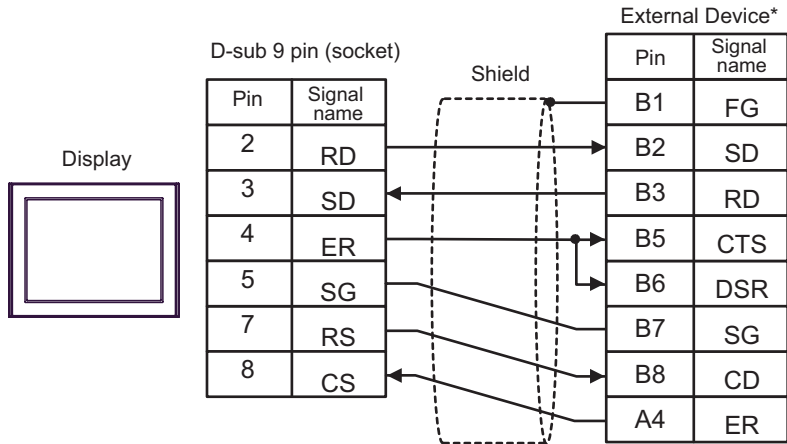 External Device*
D-sub 9 pin (socket)
Shield
Display
Pin Signal name
2 RD
3 SD
4 ER
5 SG
7 RS
8 CS
Pin Signal name
B1 FG
B2 SD
B3 RD
B5 CTS
B6 DSR
B7 SG
B8 CD
A4 ER